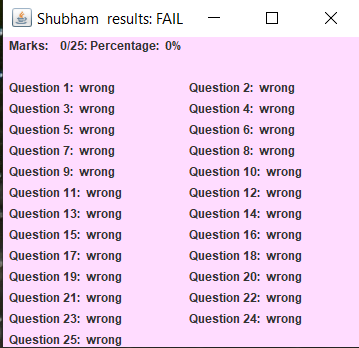 Shubham results: FAIL
Marks: 0/25: Percentage: 0%
Question 1: wrong Question 2: wrong
Question 3: wrong Question 4: wrong
Question 5: wrong Question 6: wrong
Question 7: wrong Question 8: wrong
Question 9: wrong Question 10: wrong
Question 11: wrong Question 12: wrong
Question 13: wrong Question 14: wrong
Question 15: wrong Question 16: wrong
Question 17: wrong Question 18: wrong
Question 19: wrong Question 20: wrong
Question 21: wrong Question 22: wrong
Question 23: wrong Question 24: wrong
Question 25: wrong